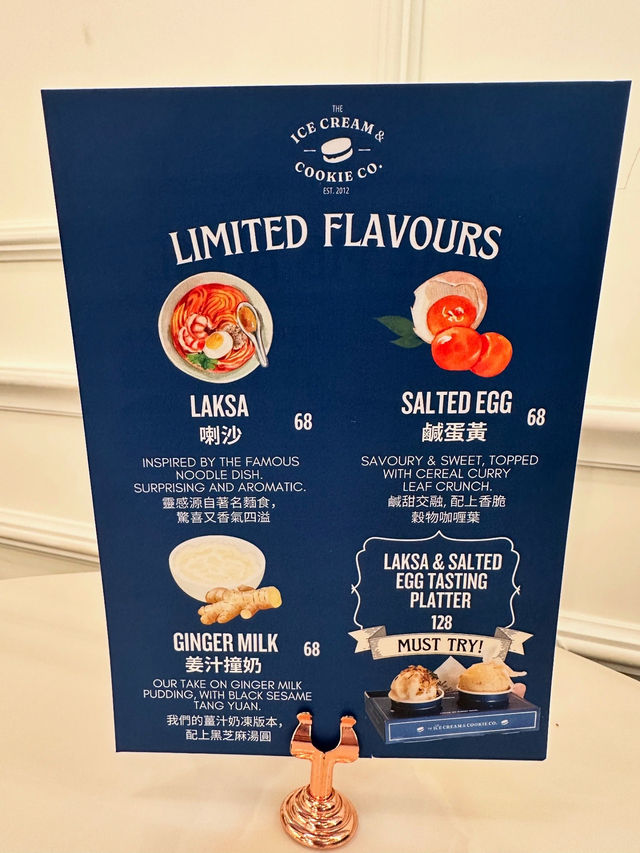 THE
ICE CREAM &
COOKIE CO.
EST. 2012
LIMITED FLAVOURS
LAKSA
喇沙
68
INSPIRED BY THE FAMOUS
NOODLE DISH.
SURPRISING AND AROMATIC.
靈感源自著名麵食，
驚喜又香氣四溢
SALTED EGG
鹹蛋黃
68
SAVOURY & SWEET, TOPPED
WITH CEREAL CURRY
LEAF CRUNCH.
鹹甜交融, 配上香脆
穀物咖喱葉
GINGER MILK
姜汁撞奶
68
OUR TAKE ON GINGER MILK
PUDDING, WITH BLACK SESAME
TANG YUAN.
我們的薑汁奶凍版本，
配上黑芝麻湯圓
LAKSA & SALTED
EGG TASTING
PLATTER
128
MUST TRY!
THE ICE CREAM & COOKIE CO.